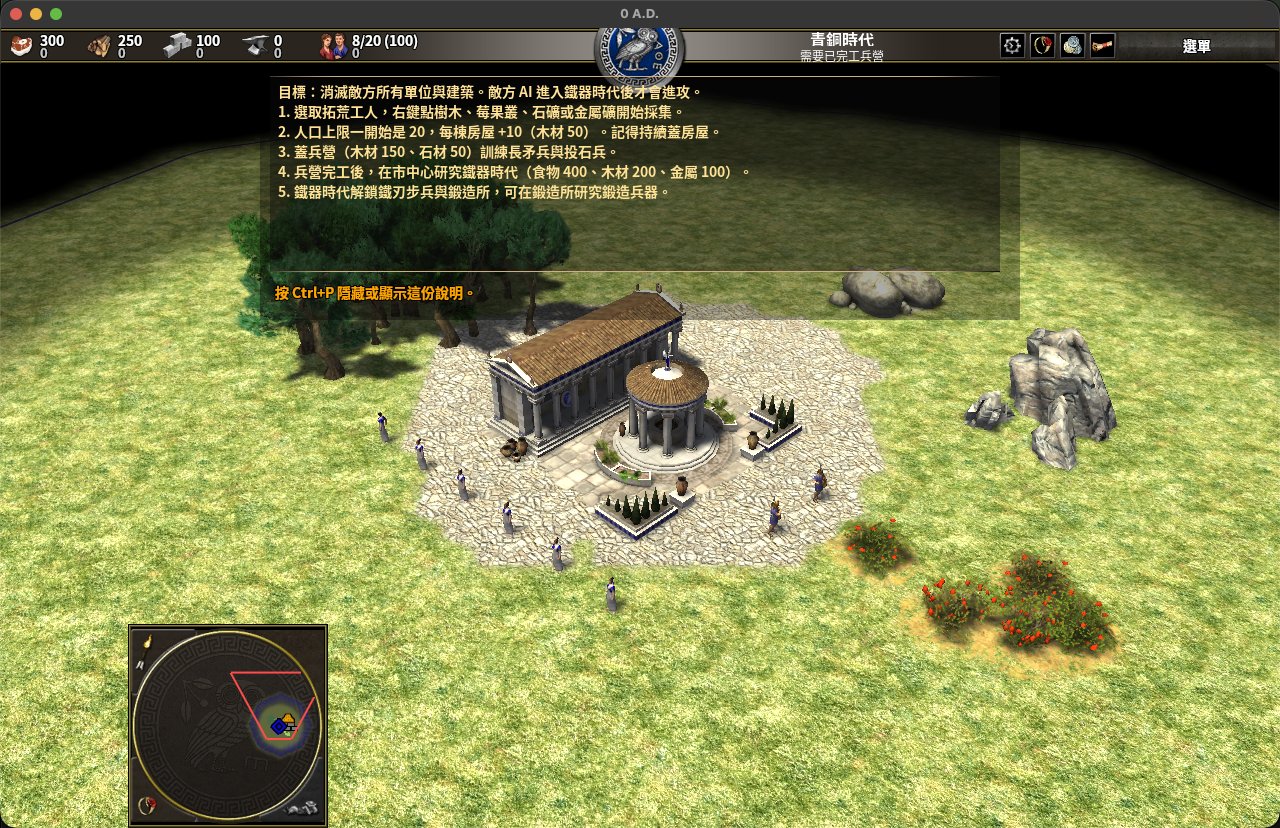 0 A.D.
300
0
250
0
100
0
0
0
8/20 (100)
0
青銅時代
需要已完工兵營
選單
目標：消滅敵方所有單位與建築。敵方 AI 進入鐵器時代後才會進攻。
1. 選取拓荒工人，右鍵點樹木、莓果叢、石礦或金屬礦開始採集。
2. 人口上限一開始是 20，每棟房屋 +10（木材 50）。記得持續蓋房屋。
3. 蓋兵營（木材 150、石材 50）訓練長矛兵與投石兵。
4. 兵營完工後，在市中心研究鐵器時代（食物 400、木材 200、金屬 100）。
5. 鐵器時代解鎖鐵刃步兵與鍛造所，可在鍛造所研究鍛造兵器。
按 Ctrl+P 隱藏或顯示這份說明。